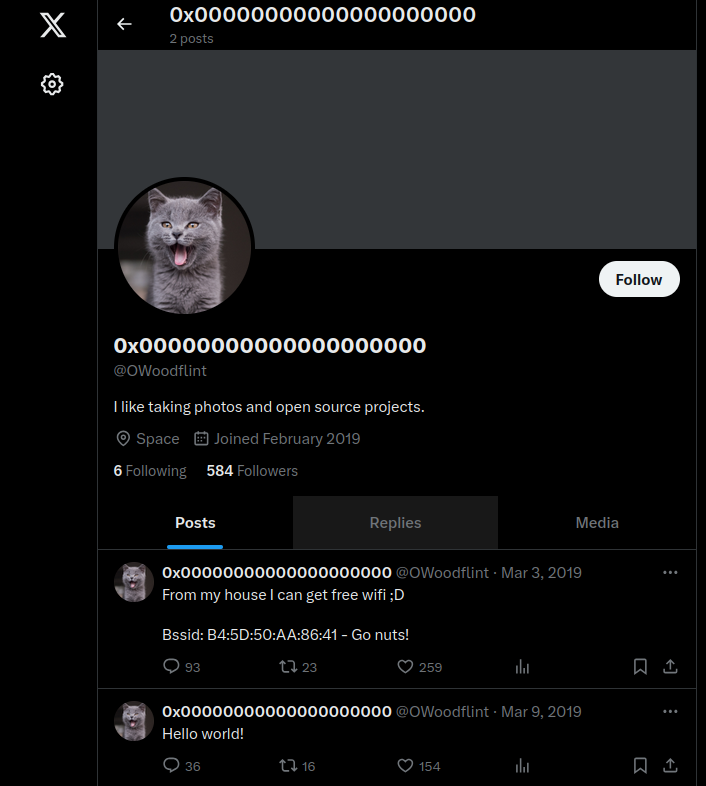 0x00000000000000000000
2 posts
Follow
0x00000000000000000000
@OWoodflint
I like taking photos and open source projects.
Space Joined February 2019
6 Following 584 Followers
Posts Replies Media
0x00000000000000000000 @OWoodflint · Mar 3, 2019
From my house I can get free wifi ;D
Bssid: B4:5D:50:AA:86:41 - Go nuts!
93 23 259
0x00000000000000000000 @OWoodflint · Mar 9, 2019
Hello world!
36 16 154